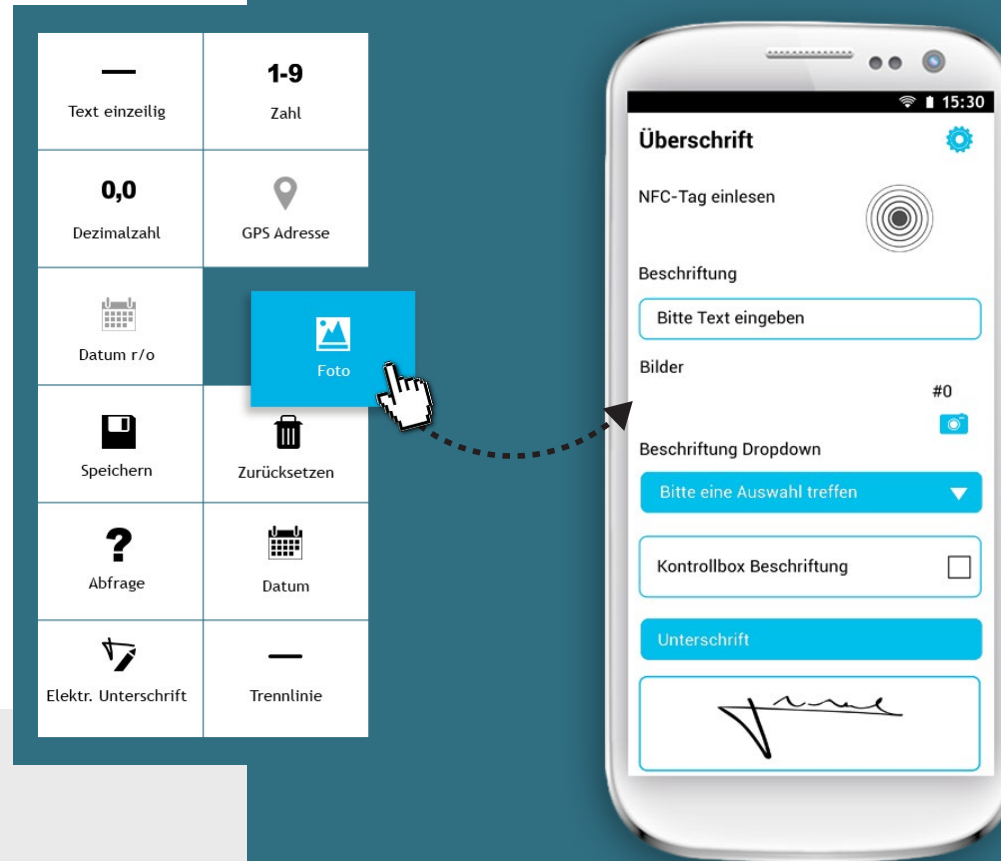 Text einzeilig
1-9
Zahl
0,0
Dezimalzahl
GPS Adresse
Datum r/o
Foto
Speichern
Zurücksetzen
?
Abfrage
Datum
Elektr. Unterschrift
Trennlinie
15:30
Überschrift
NFC-Tag einlesen
Beschriftung
Bitte Text eingeben
Bilder
#0
Beschriftung Dropdown
Bitte eine Auswahl treffen
Kontrollbox Beschriftung
Unterschrift